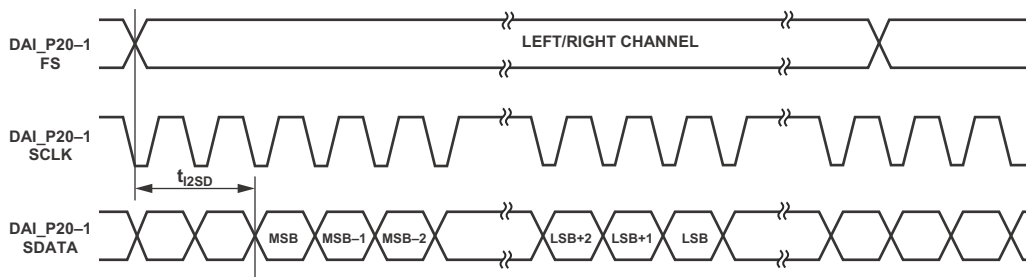 DAI_P20–1
FS
LEFT/RIGHT CHANNEL
DAI_P20–1
SCLK
tI2SD
DAI_P20–1
SDATA
MSB
MSB–1
MSB–2
LSB+2
LSB+1
LSB